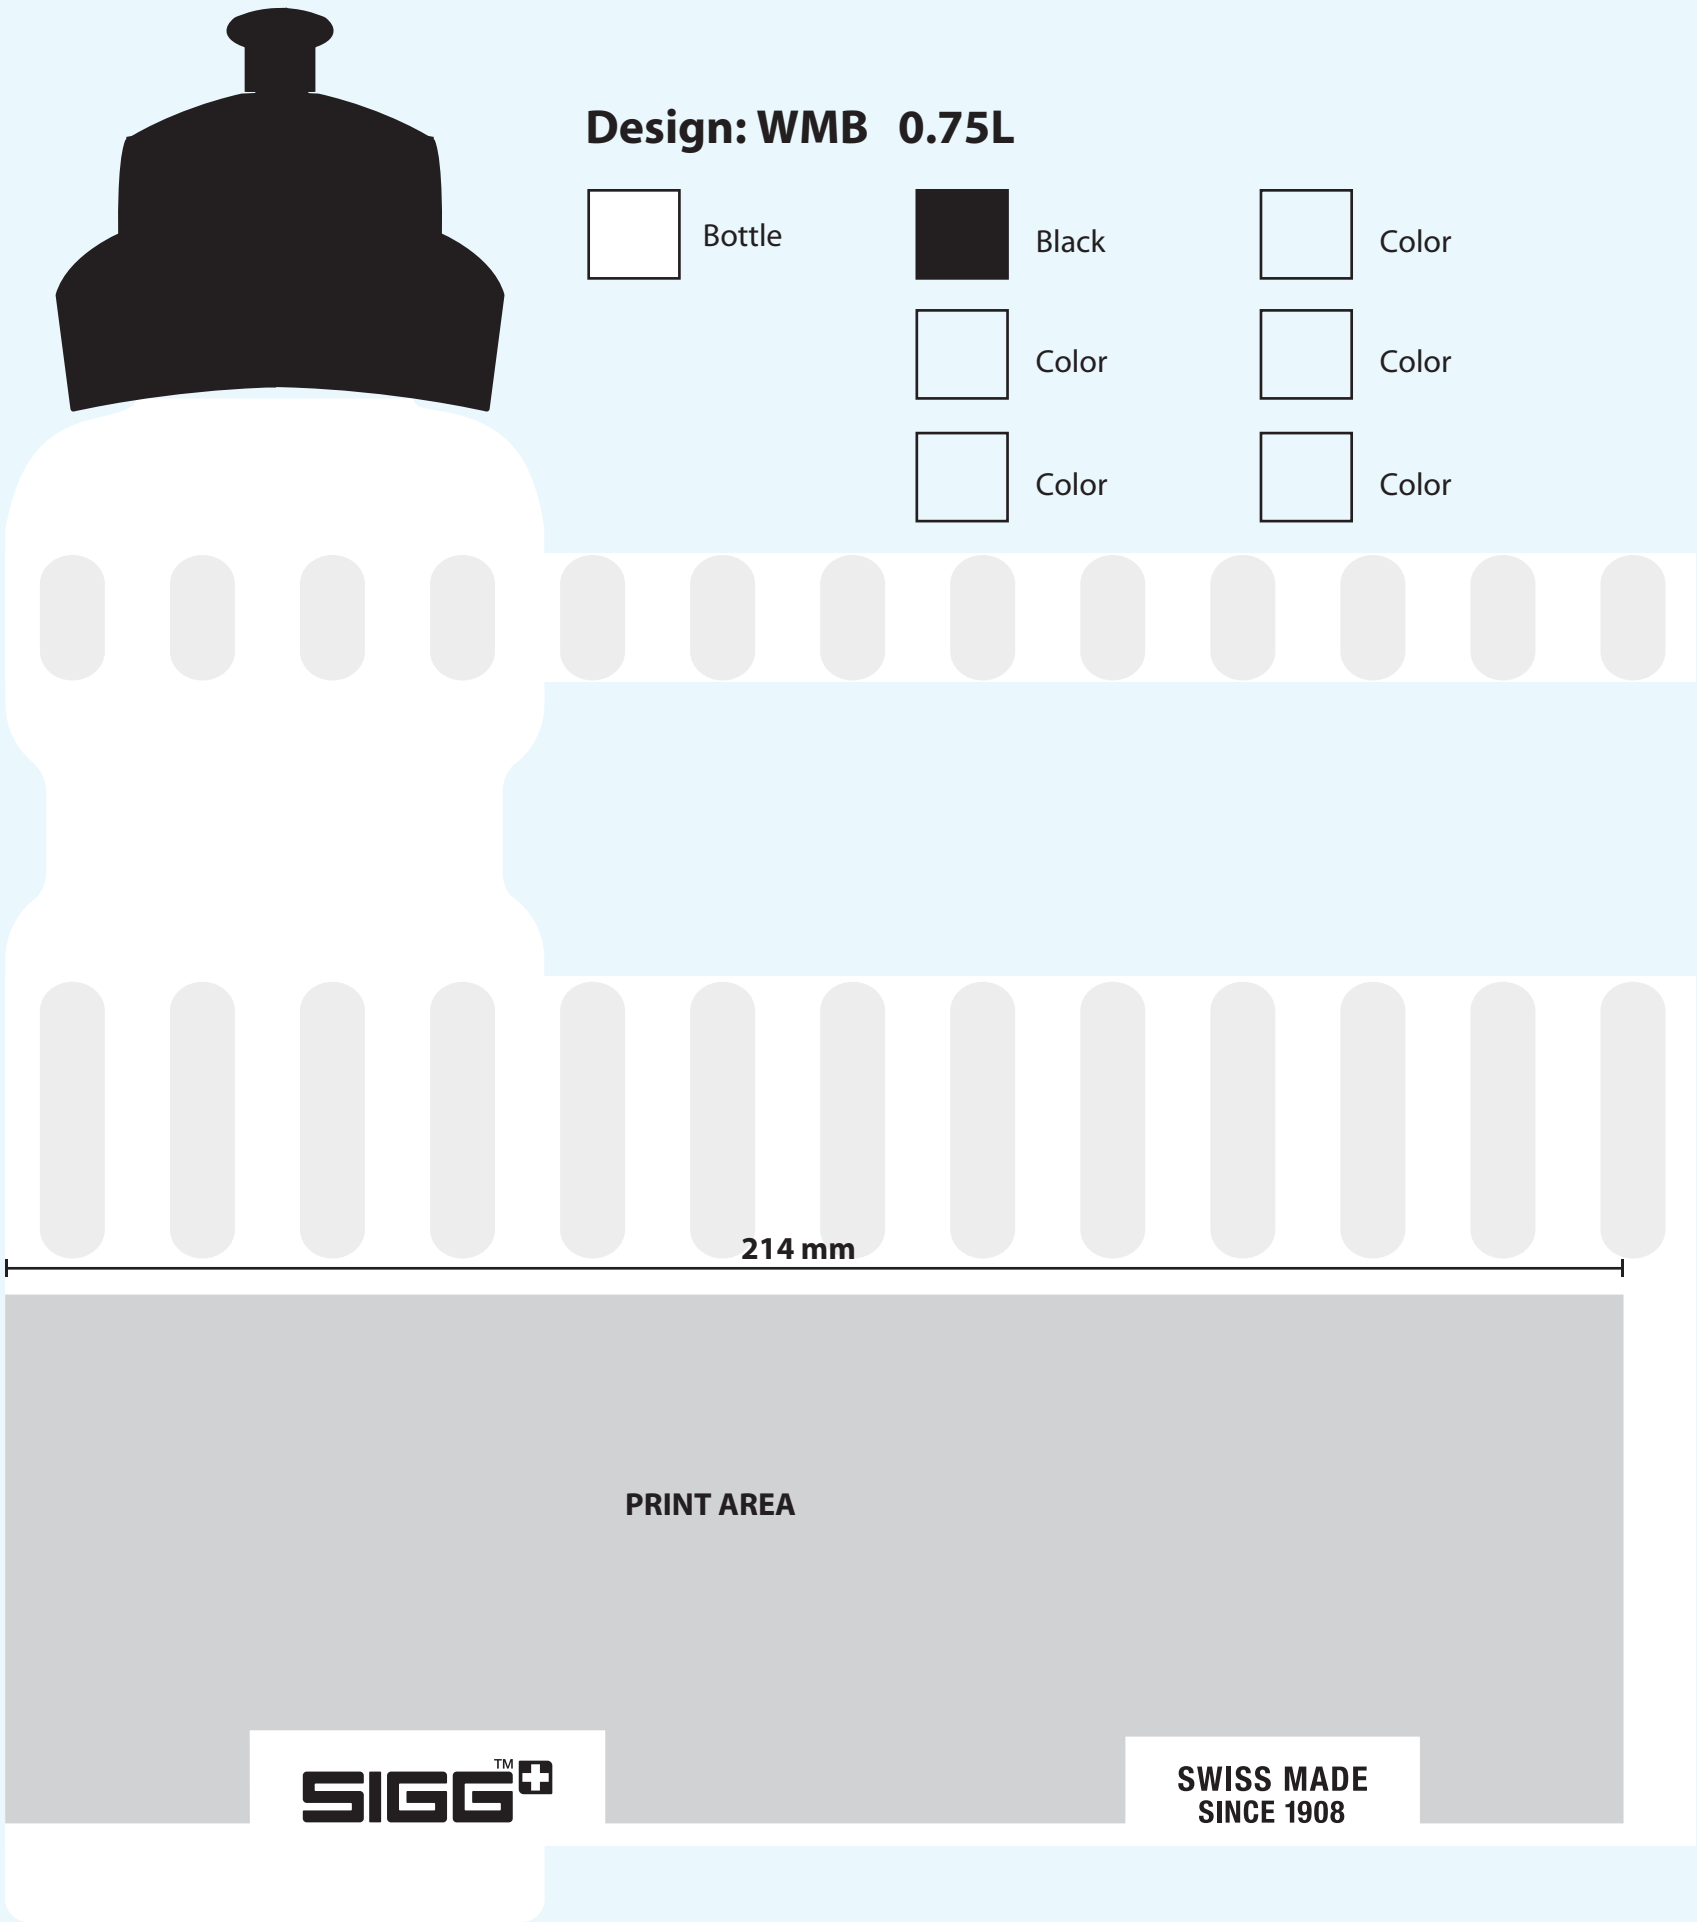 Design: WMB 0.75L
Bottle Black Color
Color Color
Color Color
214 mm
PRINT AREA
SIGG™
SWISS MADE
SINCE 1908